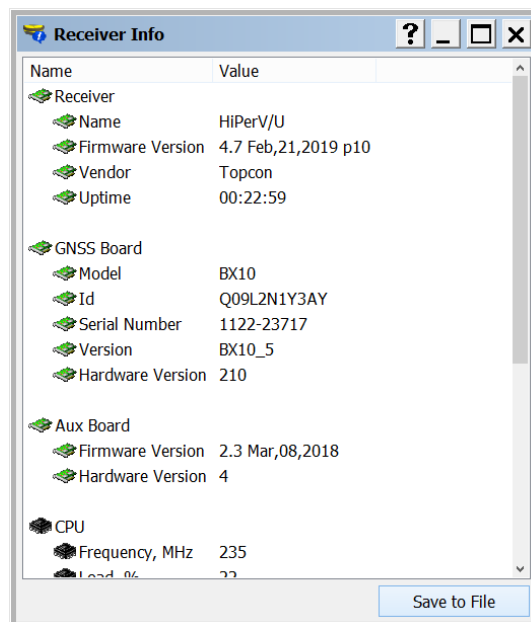 Receiver Info
Name Value
Receiver
Name HiPerV/U
Firmware Version 4.7 Feb,21,2019 p10
Vendor Topcon
Uptime 00:22:59
GNSS Board
Model BX10
Id Q09L2N1Y3AY
Serial Number 1122-23717
Version BX10_5
Hardware Version 210
Aux Board
Firmware Version 2.3 Mar,08,2018
Hardware Version 4
CPU
Frequency, MHz 235
Load, % 22
Save to File